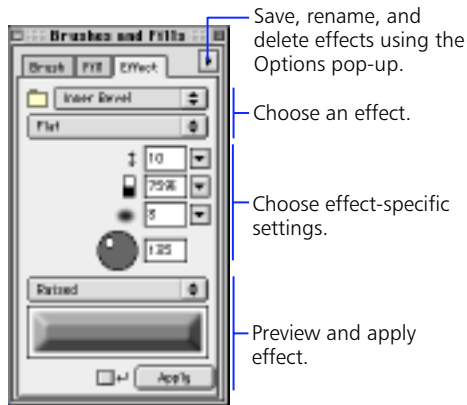 Save, rename, and
delete effects using the
Options pop-up.
Brushes and Fills
Brush Fill Effect
Inner Bevel
Choose an effect.
Flat
10
75%
Choose effect-specific
settings.
3
135
Raised
Preview and apply
effect.
Apply